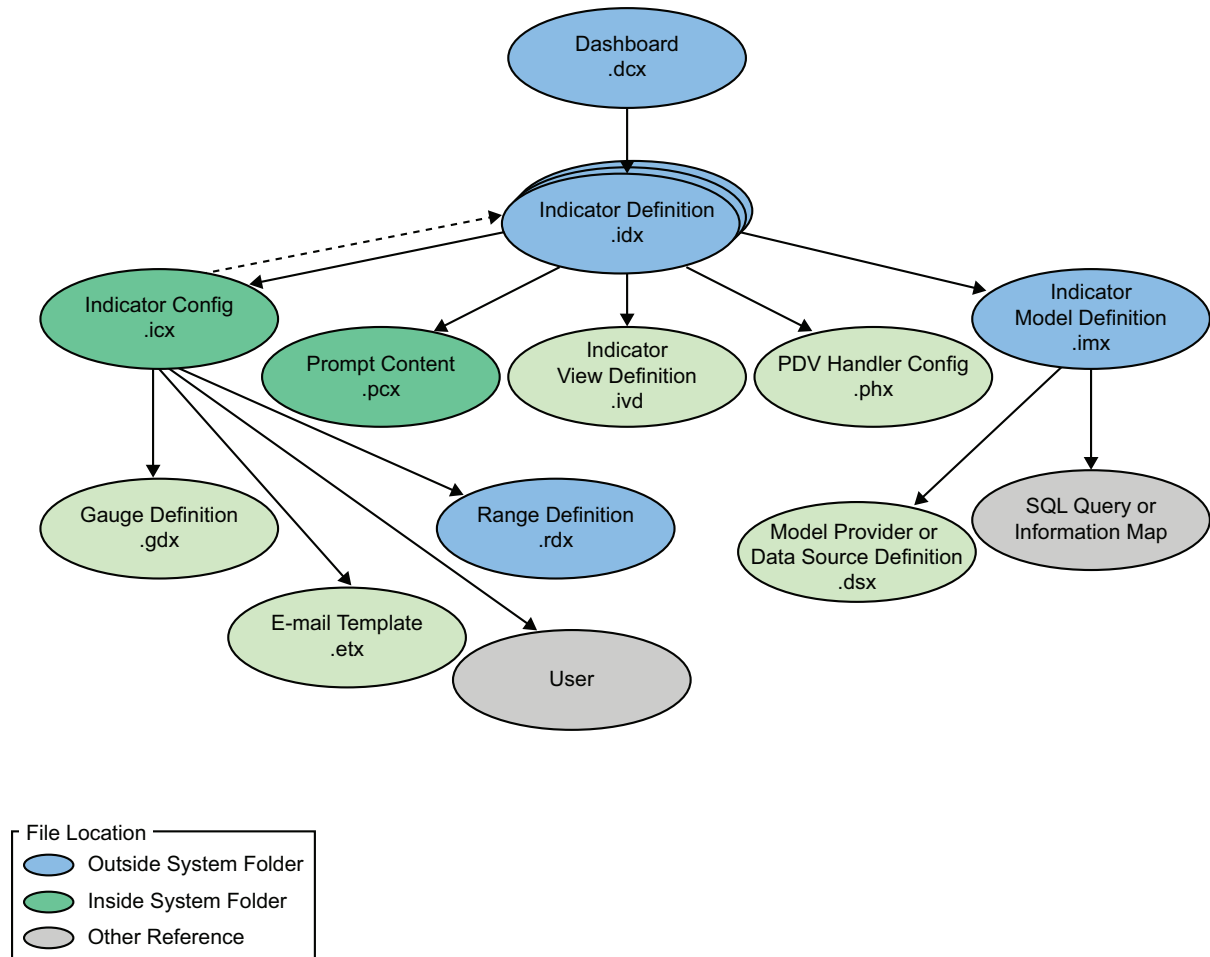 Dashboard
.dcx
Indicator Definition
.idx
Indicator Config
.icx
Prompt Content
.pcx
Indicator
View Definition
.ivd
PDV Handler Config
.phx
Indicator
Model Definition
.imx
Gauge Definition
.gdx
Range Definition
.rdx
Model Provider or
Data Source Definition
.dsx
SQL Query or
Information Map
E-mail Template
.etx
User
File Location
Outside System Folder
Inside System Folder
Other Reference